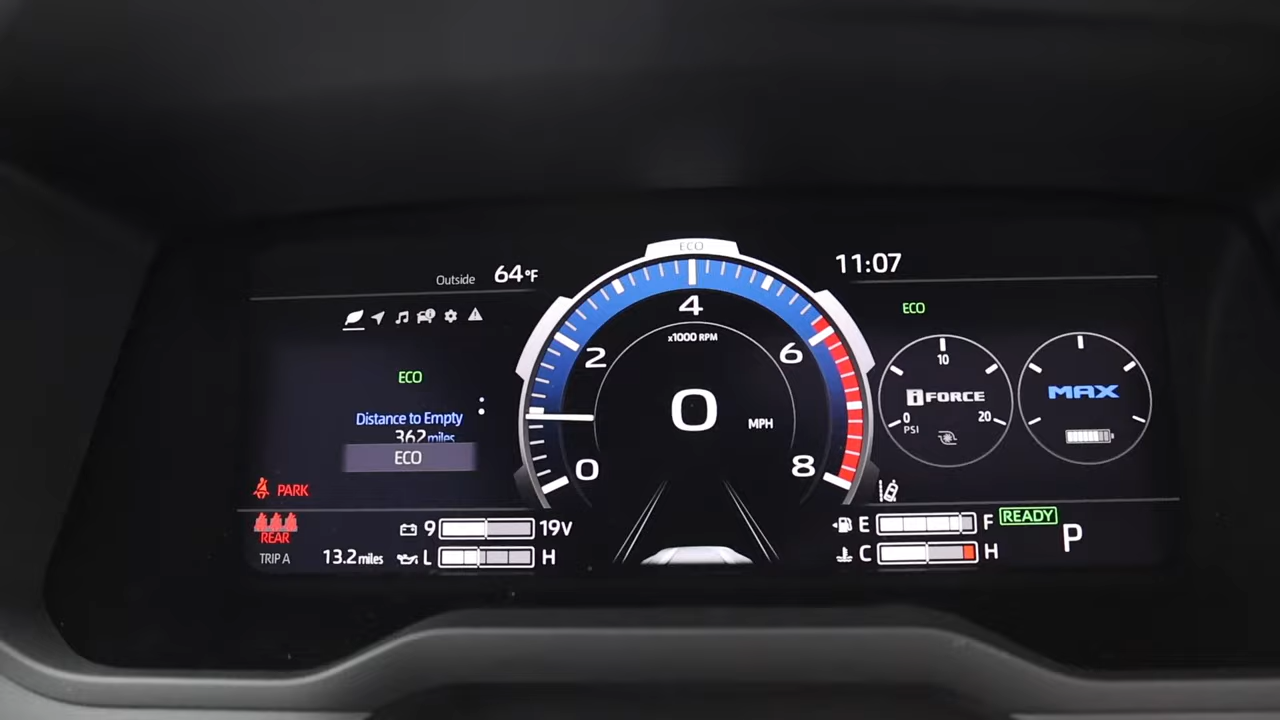 Outside 64°F
11:07
ECO
ECO
ECO
Distance to Empty
362 miles
ECO
0
2
4
6
8
x1000 RPM
0 MPH
10
iFORCE
0
20
PSI
MAX
PARK
REAR
TRIP A 13.2 miles
9 19V
L H
E F
C H
READY
P